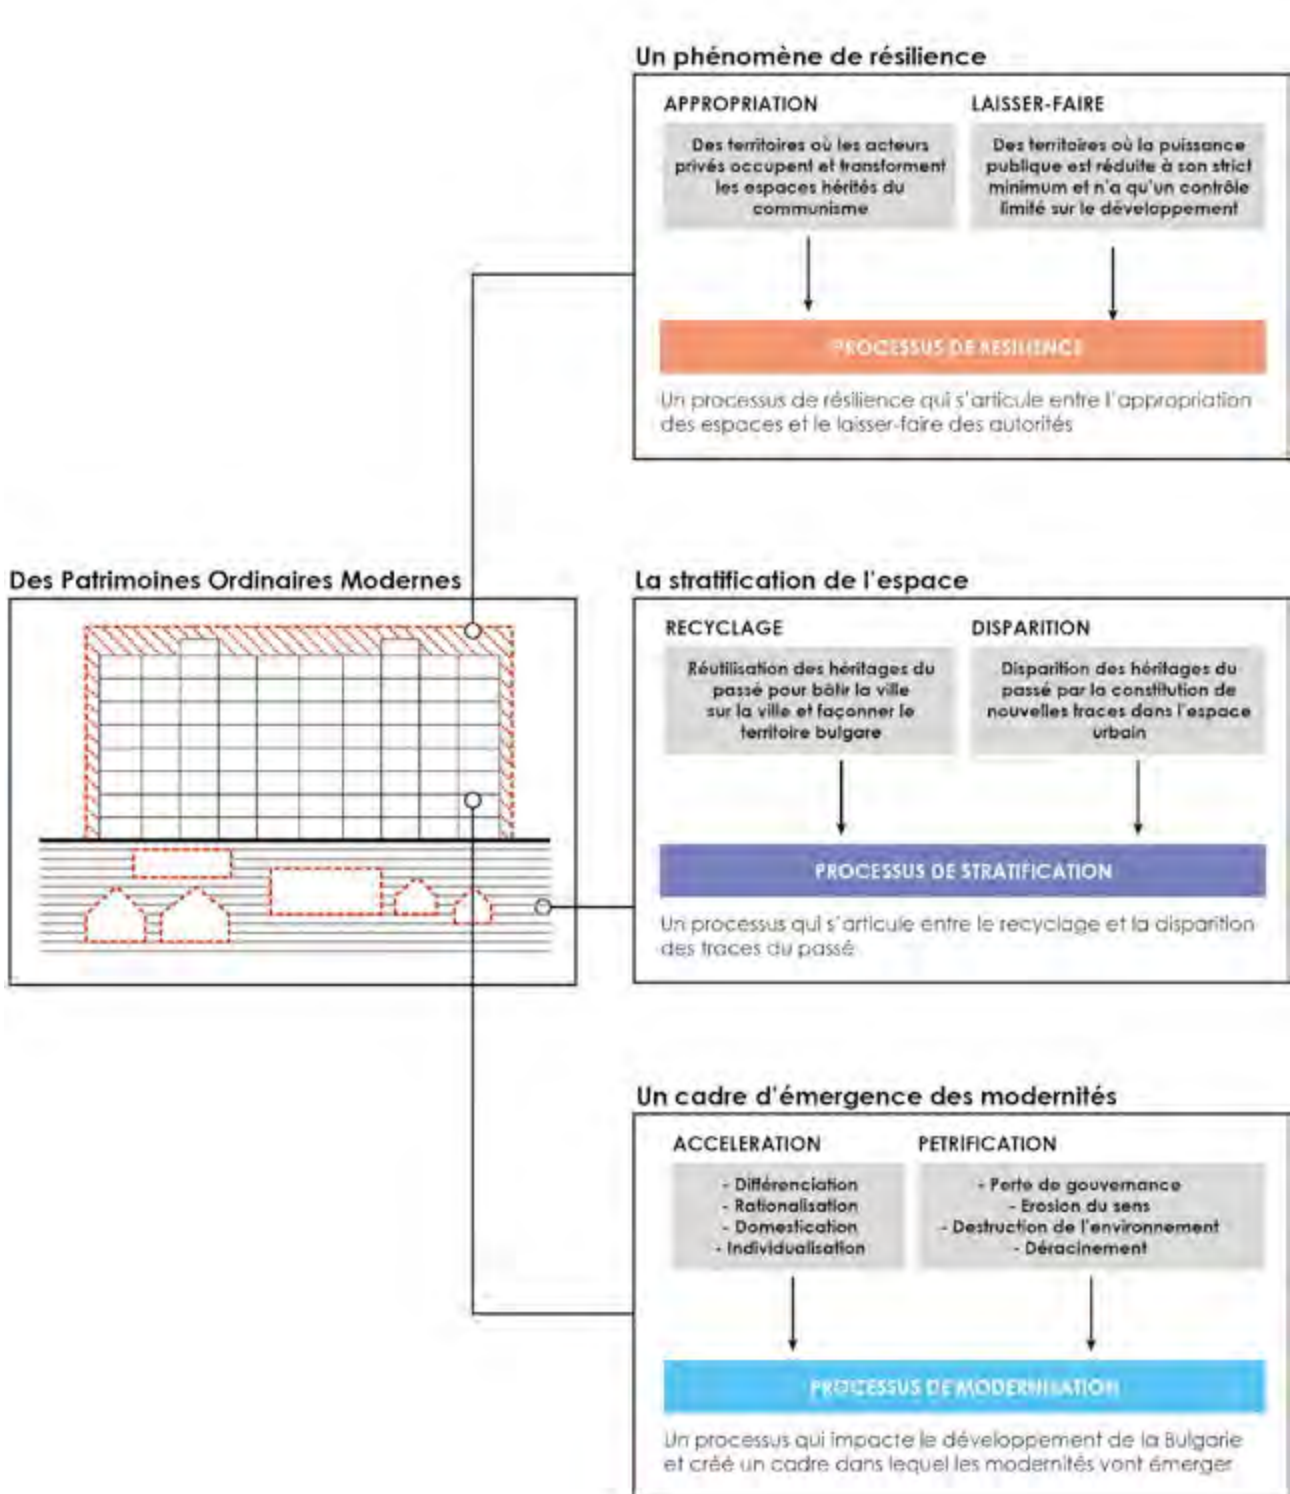 Un phénomène de résilience
APPROPRIATION
Des territoires où les acteurs
privés occupent et transforment
les espaces hérités du
communisme
LAISSER-FAIRE
Des territoires où la puissance
publique est réduite à son strict
minimum et n'a qu'un contrôle
limité sur le développement
PROCESSUS DE RESILIENCE
Un processus de résilience qui s'articule entre l'appropriation
des espaces et le laisser-faire des autorités
Des Patrimoines Ordinaires Modernes
La stratification de l'espace
RECYCLAGE
Réutilisation des héritages du
passé pour bâtir la ville
sur la ville et façonner le
territoire bulgare
DISPARITION
Disparition des héritages du
passé par la constitution de
nouvelles traces dans l'espace
urbain
PROCESSUS DE STRATIFICATION
Un processus qui s'articule entre le recyclage et la disparition
des traces du passé
Un cadre d'émergence des modernités
ACCELERATION
- Différenciation
- Rationalisation
- Domestication
- Individualisation
PETRIFICATION
- Perte de gouvernance
- Erosion du sens
- Destruction de l'environnement
- Déracinement
PROCESSUS DE MODERNISATION
Un processus qui impacte le développement de la Bulgarie
et créé un cadre dans lequel les modernités vont émerger